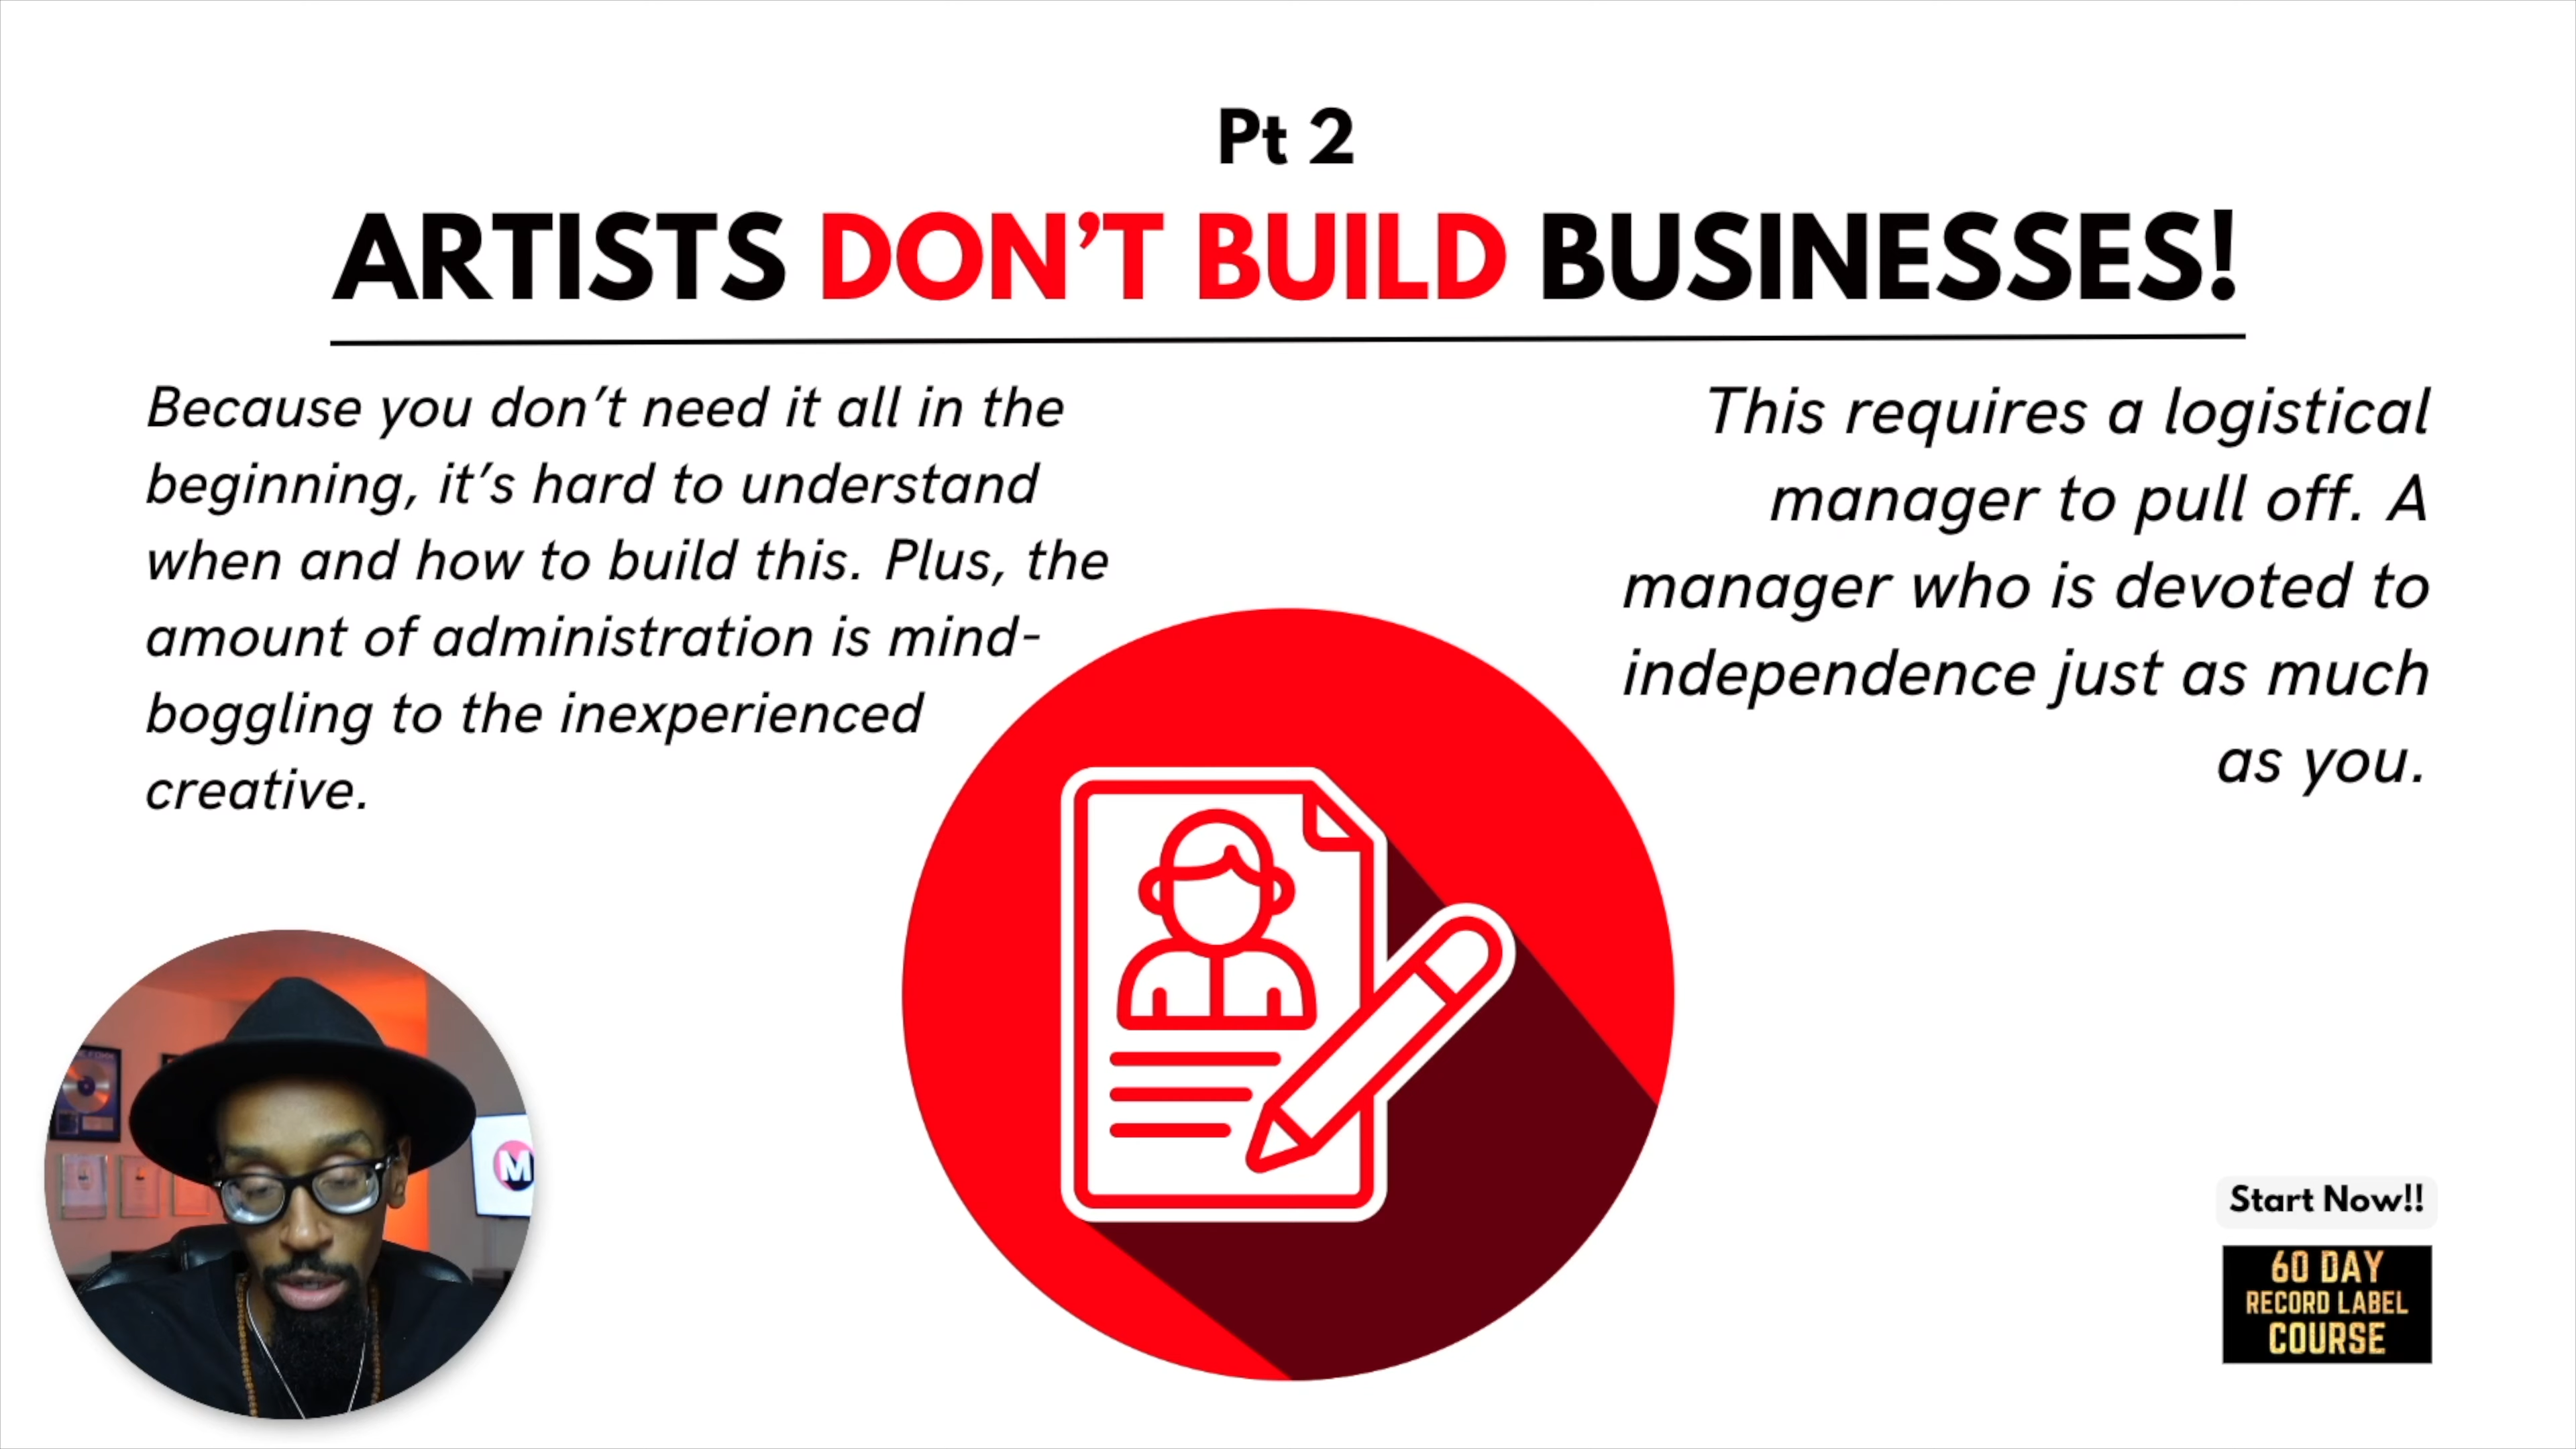 Pt 2
ARTISTS DON’T BUILD BUSINESSES!
Because you don’t need it all in the
beginning, it’s hard to understand
when and how to build this. Plus, the
amount of administration is mind-
boggling to the inexperienced
creative.
This requires a logistical
manager to pull off. A
manager who is devoted to
independence just as much
as you.
M
Start Now!!
60 DAY
RECORD LABEL
COURSE